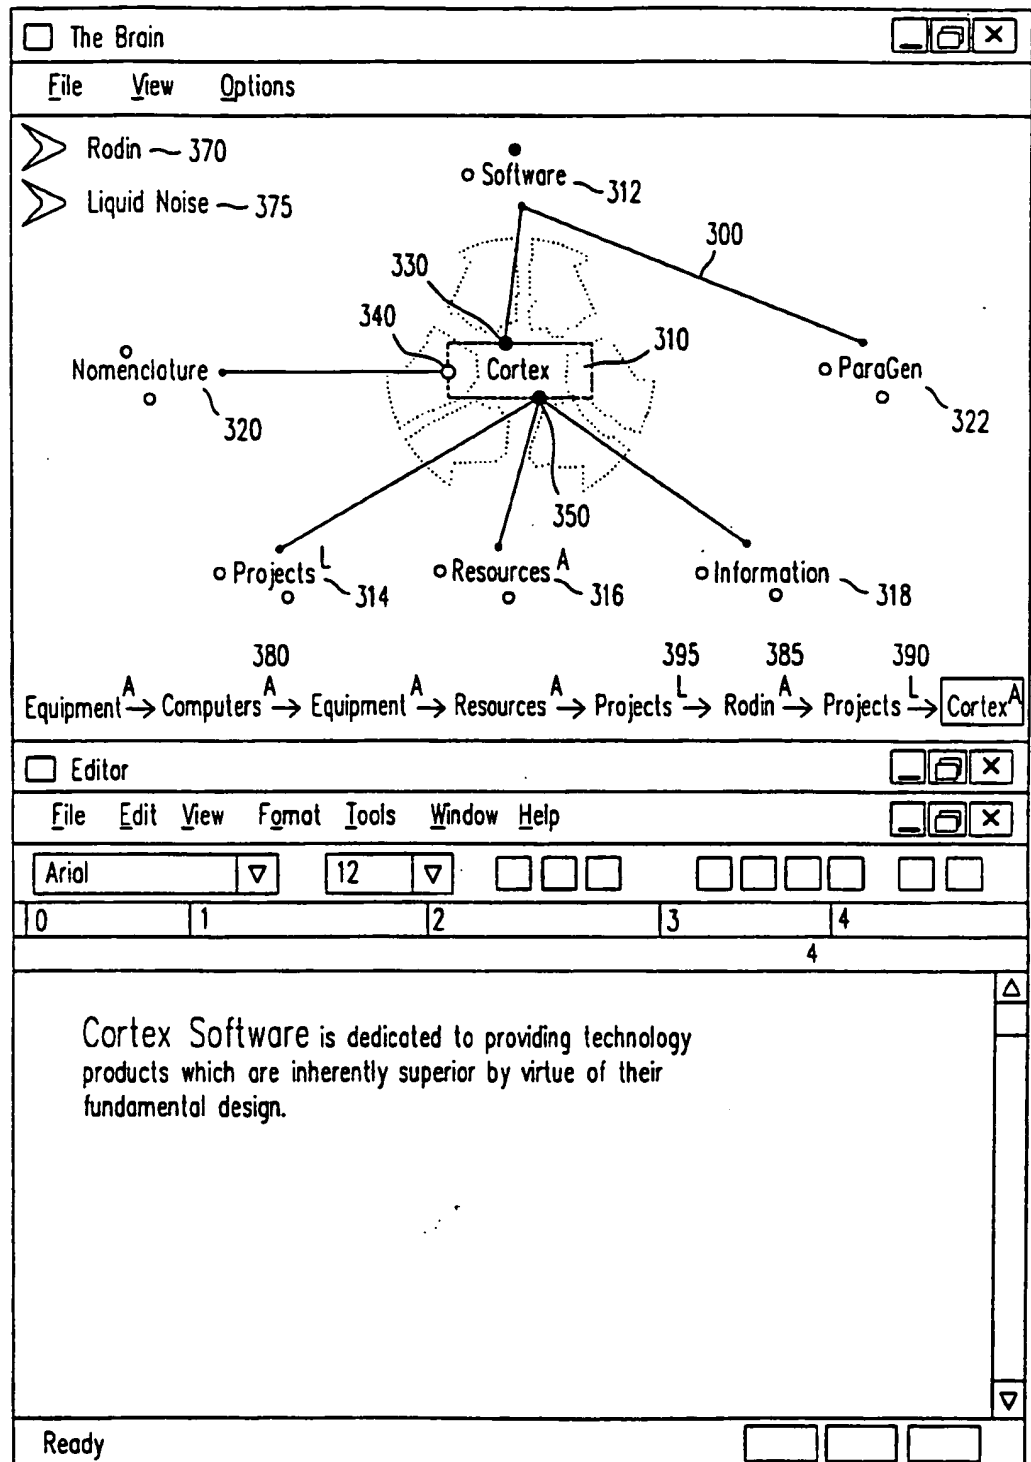 The Brain
File View Options
Rodin 370
Liquid Noise 375
Software 312
300
330
340
310
Cortex
Nomenclature
320
ParaGen
322
350
Projects L 314
Resources A 316
Information 318
380 395 385 390
Equipment A → Computers A → Equipment A → Resources A → Projects L → Rodin A → Projects L → Cortex A
Editor
File Edit View Fomat Tools Window Help
Arial 12
0 1 2 3 4
4
Cortex Software is dedicated to providing technology
products which are inherently superior by virtue of their
fundamental design.
Ready